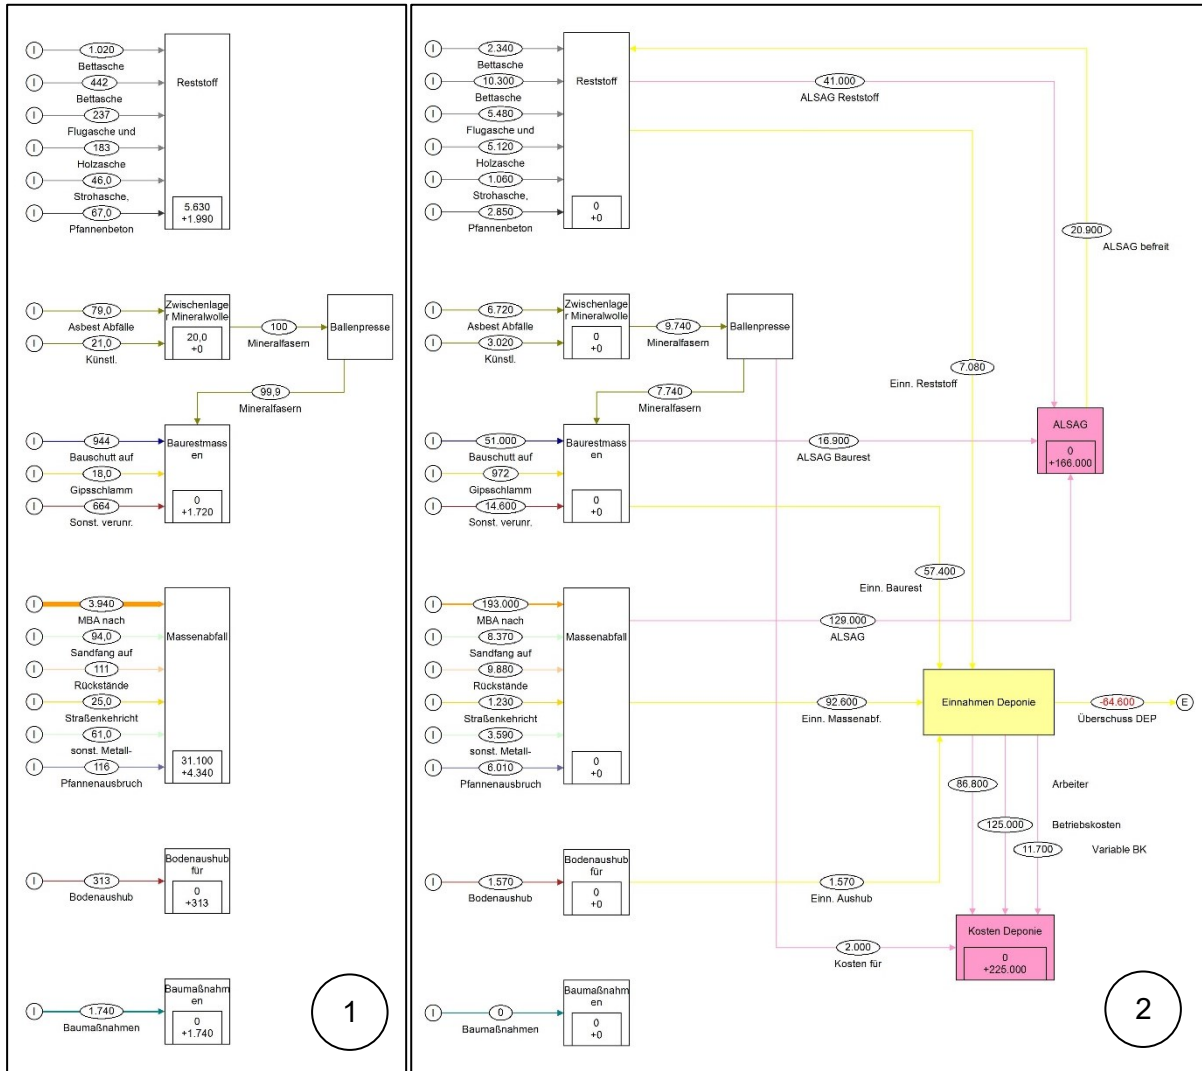 I
1.020
Bettasche
I
442
Bettasche
I
237
Flugasche und
I
183
Holzasche
I
46,0
Strohasche,
I
67,0
Pfannenbeton
Reststoff
5.630
+1.990
I
79,0
Asbest Abfälle
I
21,0
Künstl.
Zwischenlage
r Mineralwolle
20,0
+0
100
Mineralfasern
Ballenpresse
99,9
Mineralfasern
I
944
Bauschutt auf
I
18,0
Gipsschlamm
I
664
Sonst. verunr.
Baurestmass
en
0
+1.720
I
3.940
MBA nach
I
94,0
Sandfang auf
I
111
Rückstände
I
25,0
Straßenkehricht
I
61,0
sonst. Metall-
I
116
Pfannenausbruch
Massenabfall
31.100
+4.340
I
313
Bodenaushub
Bodenaushub
für
0
+313
I
1.740
Baumaßnahmen
Baumaßnahm
en
0
+1.740
1
I
2.340
Bettasche
I
10.300
Bettasche
I
5.480
Flugasche und
I
5.120
Holzasche
I
1.060
Strohasche,
I
2.850
Pfannenbeton
Reststoff
0
+0
41.000
ALSAG Reststoff
20.900
ALSAG befreit
I
6.720
Asbest Abfälle
I
3.020
Künstl.
Zwischenlage
r Mineralwolle
0
+0
9.740
Mineralfasern
Ballenpresse
7.740
Mineralfasern
7.080
Einn. Reststoff
I
51.000
Bauschutt auf
I
972
Gipsschlamm
I
14.600
Sonst. verunr.
Baurestmass
en
0
+0
16.900
ALSAG Baurest
ALSAG
0
+166.000
57.400
Einn. Baurest
I
193.000
MBA nach
I
8.370
Sandfang auf
I
9.880
Rückstände
I
1.230
Straßenkehricht
I
3.590
sonst. Metall-
I
6.010
Pfannenausbruch
Massenabfall
0
+0
129.000
ALSAG
92.600
Einn. Massenabf.
Einnahmen Deponie
-64.600
Überschuss DEP
E
86.800
Arbeiter
125.000
Betriebskosten
11.700
Variable BK
I
1.570
Bodenaushub
Bodenaushub
für
0
+0
1.570
Einn. Aushub
2.000
Kosten für
Kosten Deponie
0
+225.000
I
0
Baumaßnahmen
Baumaßnahm
en
0
+0
2